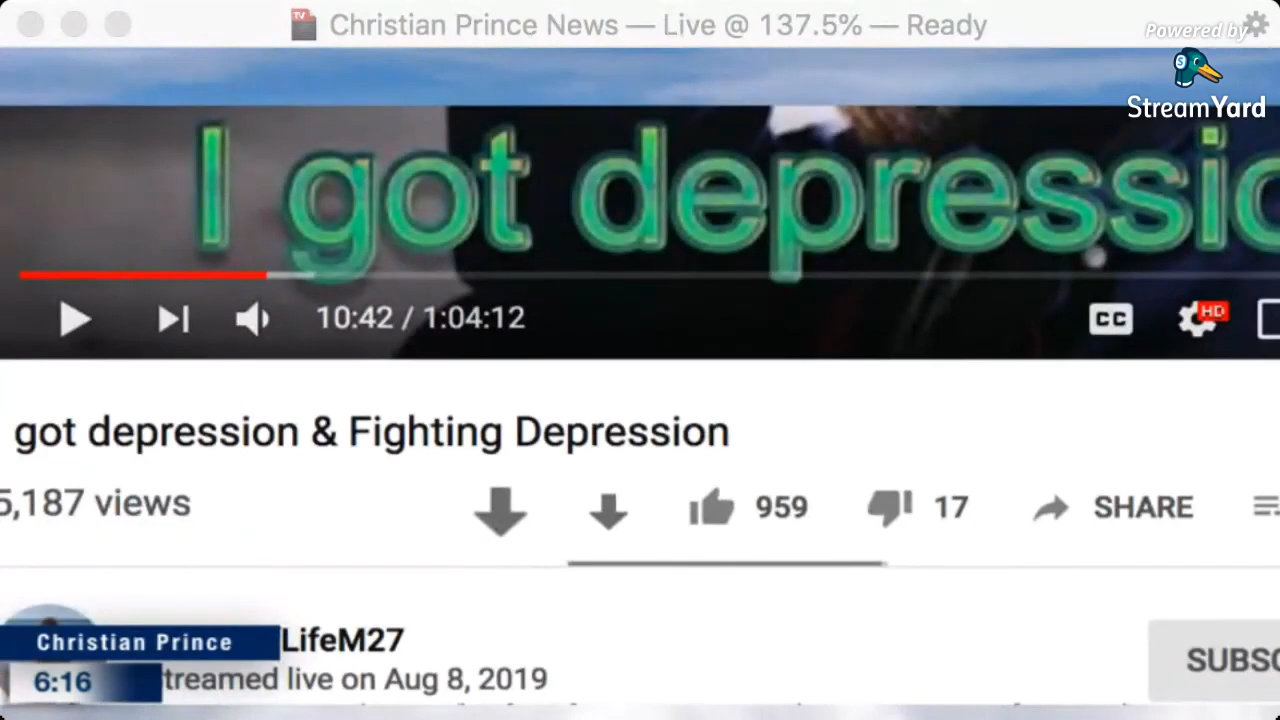 Christian Prince News — Live @ 137.5% — Ready
Powered by
StreamYard
I got depressio
10:42 / 1:04:12
CC
HD
got depression & Fighting Depression
5,187 views
959
17
SHARE
Christian Prince
LifeM27
6:16
treamed live on Aug 8, 2019
SUBSC